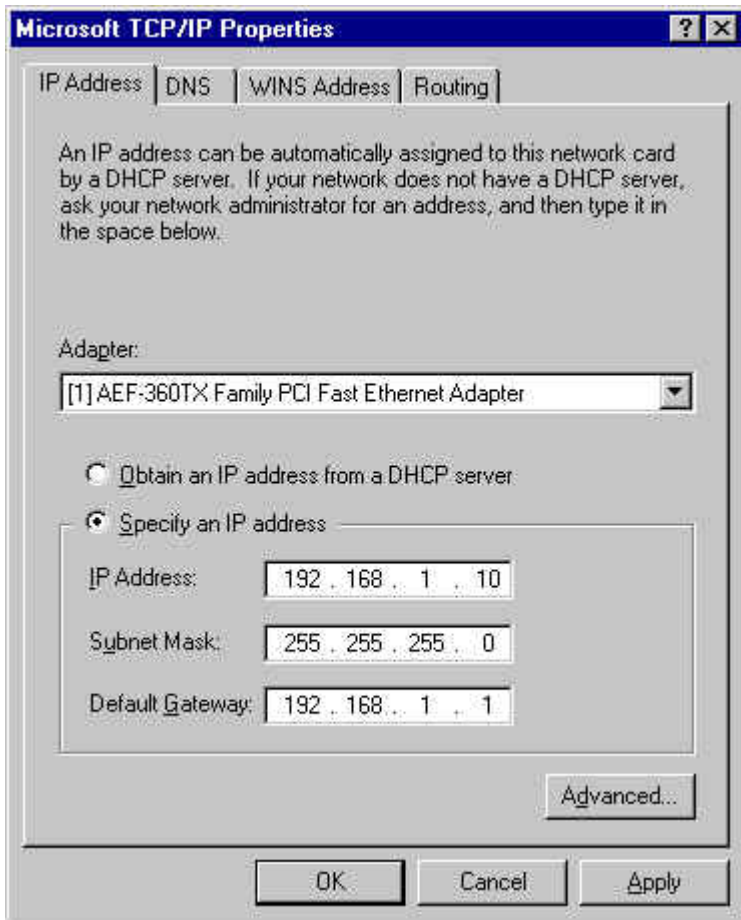 Microsoft TCP/IP Properties
IP Address DNS WINS Address Routing
An IP address can be automatically assigned to this network card
by a DHCP server. If your network does not have a DHCP server,
ask your network administrator for an address, and then type it in
the space below.
Adapter:
[1] AEF-360TX Family PCI Fast Ethernet Adapter
Obtain an IP address from a DHCP server
Specify an IP address
IP Address: 192 . 168 . 1 . 10
Subnet Mask: 255 . 255 . 255 . 0
Default Gateway: 192 . 168 . 1 . 1
Advanced...
OK Cancel Apply